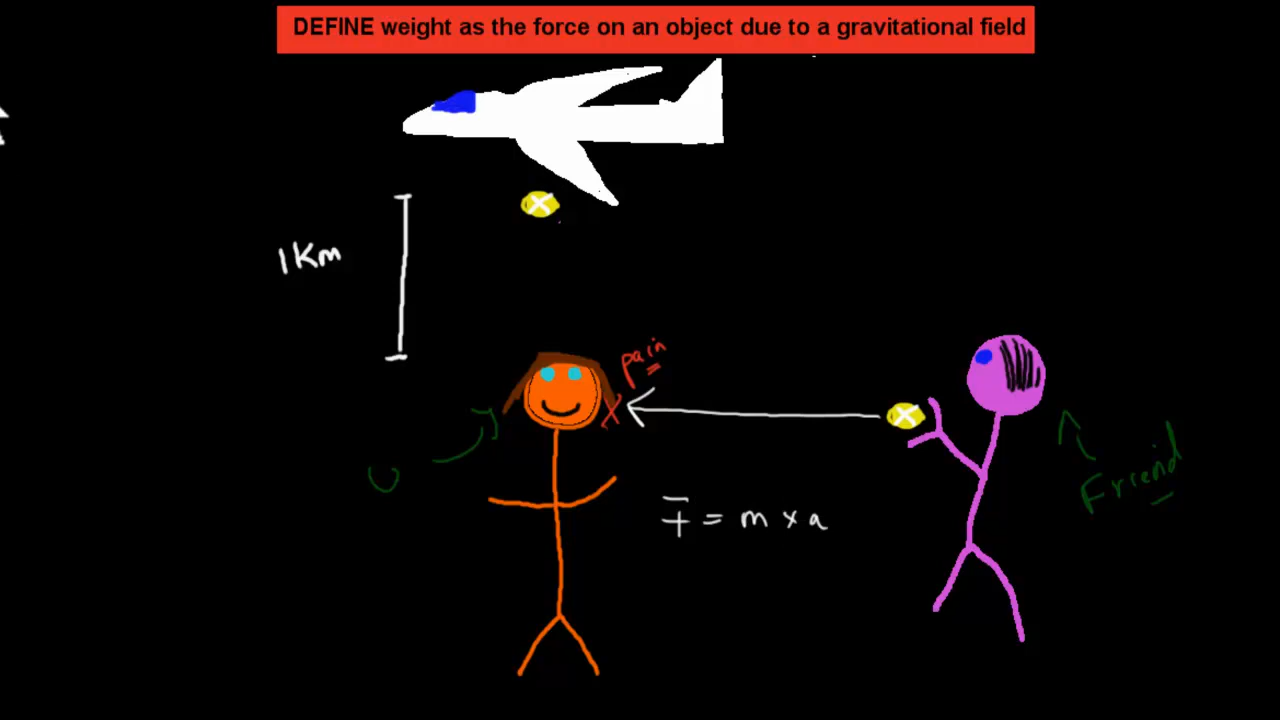 DEFINE weight as the force on an object due to a gravitational field
1Km
pain
U
F = m x a
Friend